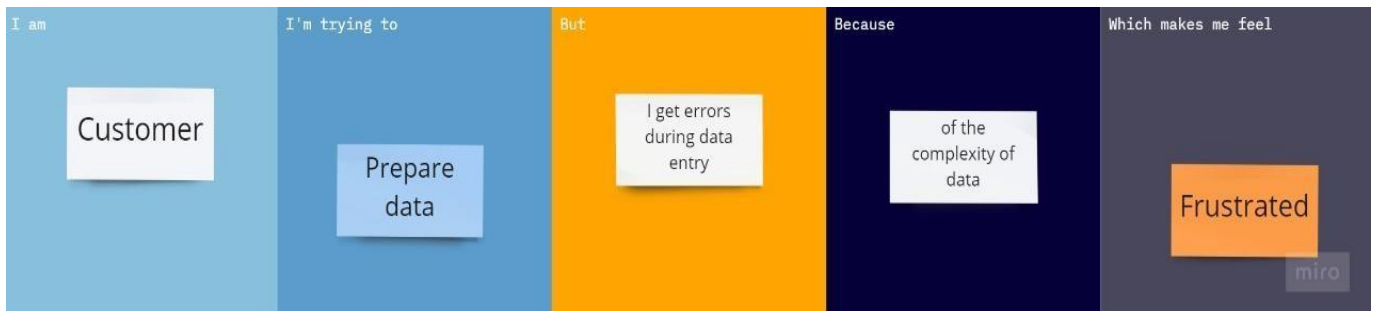 I am
Customer
I'm trying to
Prepare
data
But
I get errors
during data
entry
Because
of the
complexity of
data
Which makes me feel
Frustrated
miro